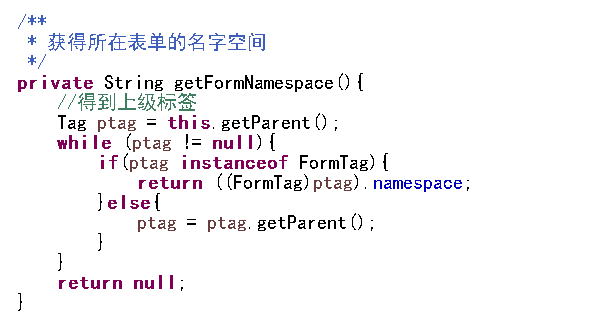 /**
 * 获得所在表单的名字空间
 */
private String getFormNamespace(){
    //得到上级标签
    Tag ptag = this.getParent();
    while (ptag != null){
        if(ptag instanceof FormTag){
            return ((FormTag)ptag).namespace;
        }else{
            ptag = ptag.getParent();
        }
    }
    return null;
}